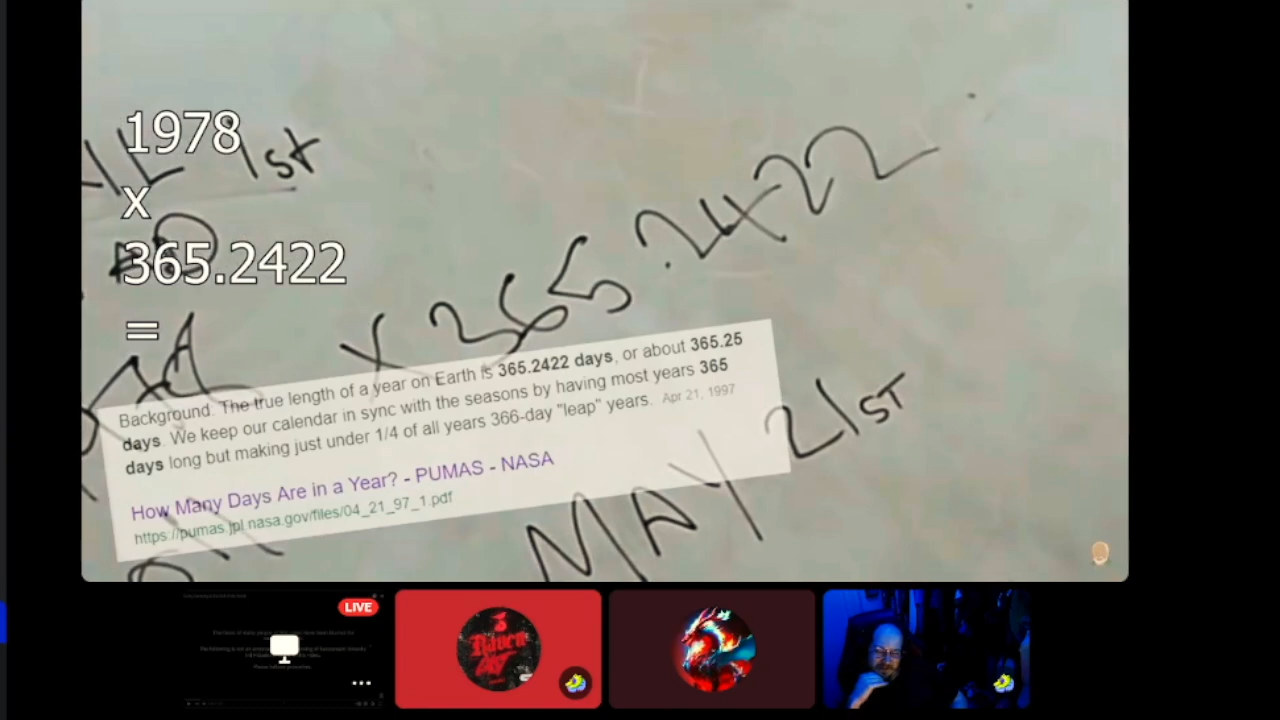 1978
x
365.2422
=
1st
x 365.2422
Background. The true length of a year on Earth is 365.2422 days, or about 365.25
days. We keep our calendar in sync with the seasons by having most years 365
days long but making just under 1/4 of all years 366-day "leap" years. Apr 21, 1997
How Many Days Are in a Year? - PUMAS - NASA
https://pumas.jpl.nasa.gov/files/04_21_97_1.pdf
MAY 21ST
LIVE
Raven